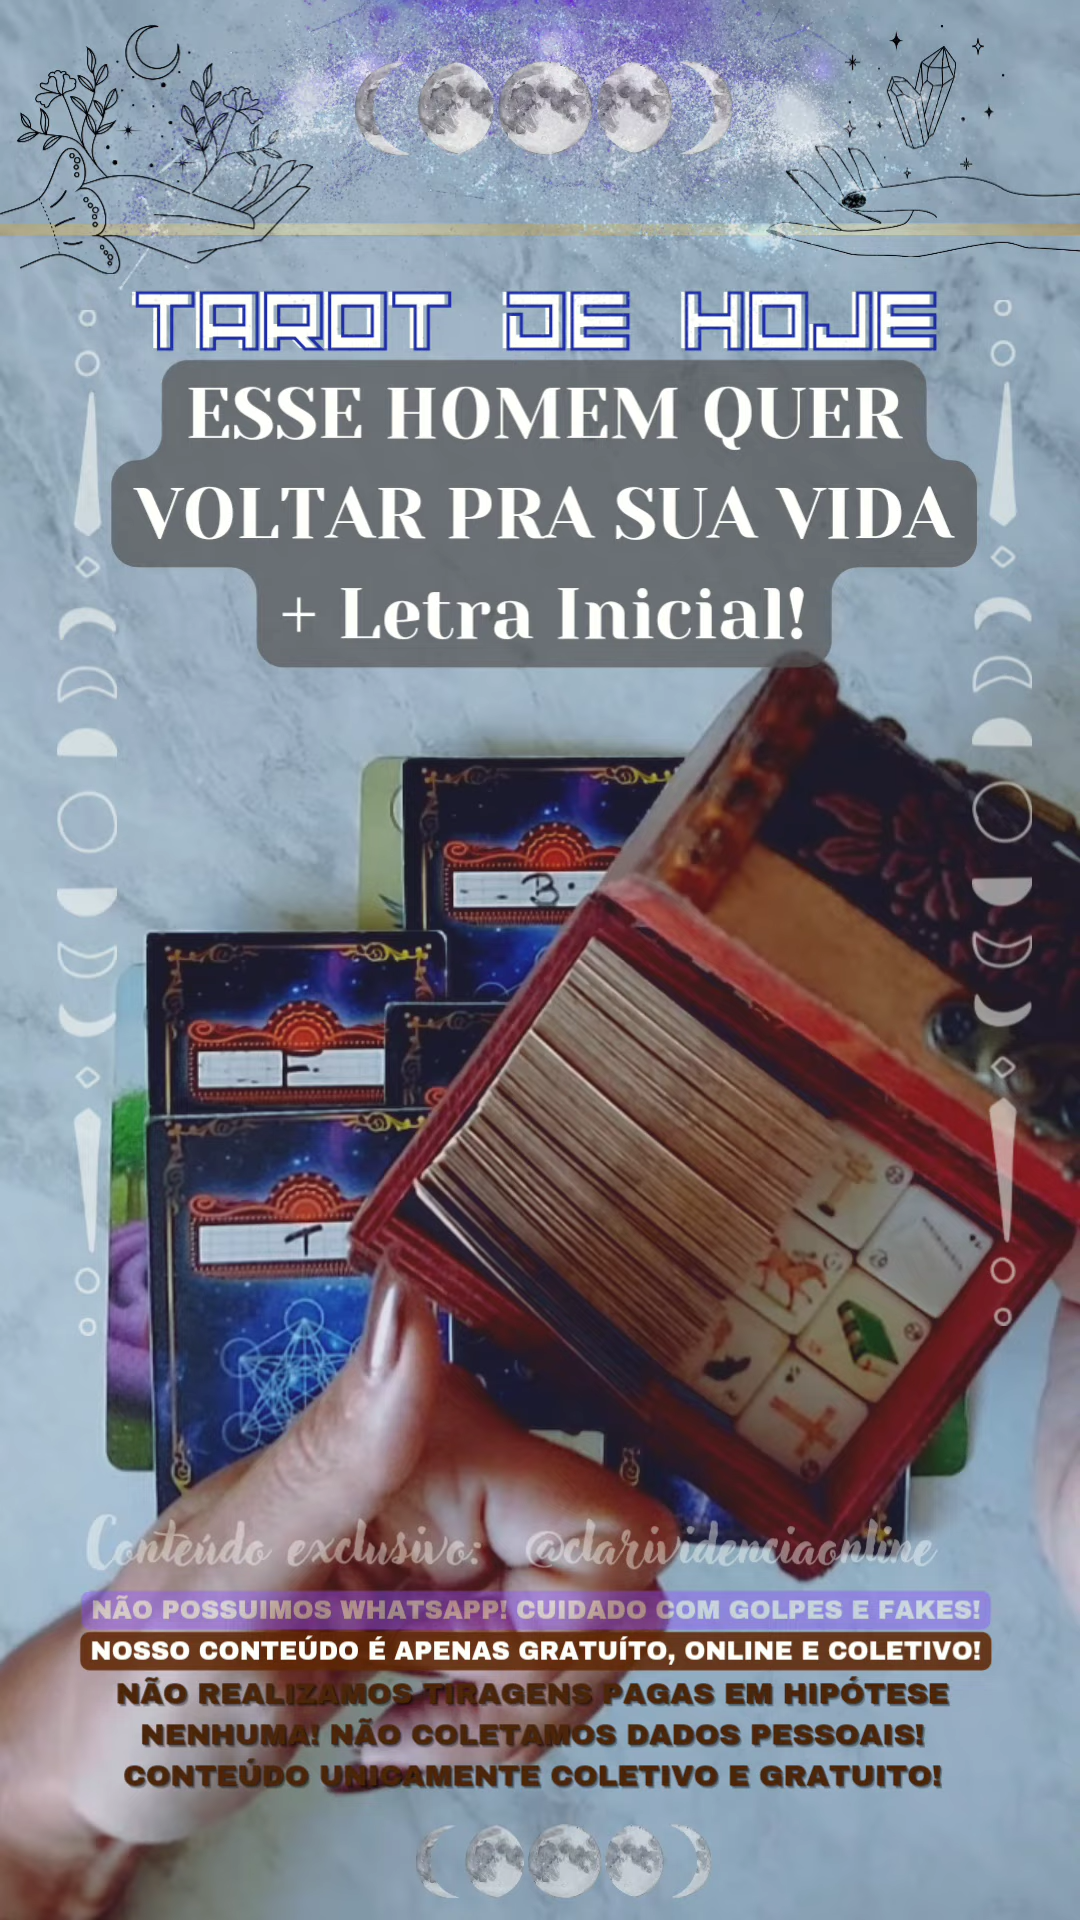 TAROT DE HOJE
ESSE HOMEM QUER
VOLTAR PRA SUA VIDA
+ Letra Inicial!
B.
F.
T
Conteúdo exclusivo: @clarividenciaonline
NÃO POSSUIMOS WHATSAPP! CUIDADO COM GOLPES E FAKES!
NOSSO CONTEÚDO É APENAS GRATUÍTO, ONLINE E COLETIVO!
NÃO REALIZAMOS TIRAGENS PAGAS EM HIPÓTESE
NENHUMA! NÃO COLETAMOS DADOS PESSOAIS!
CONTEÚDO UNICAMENTE COLETIVO E GRATUITO!